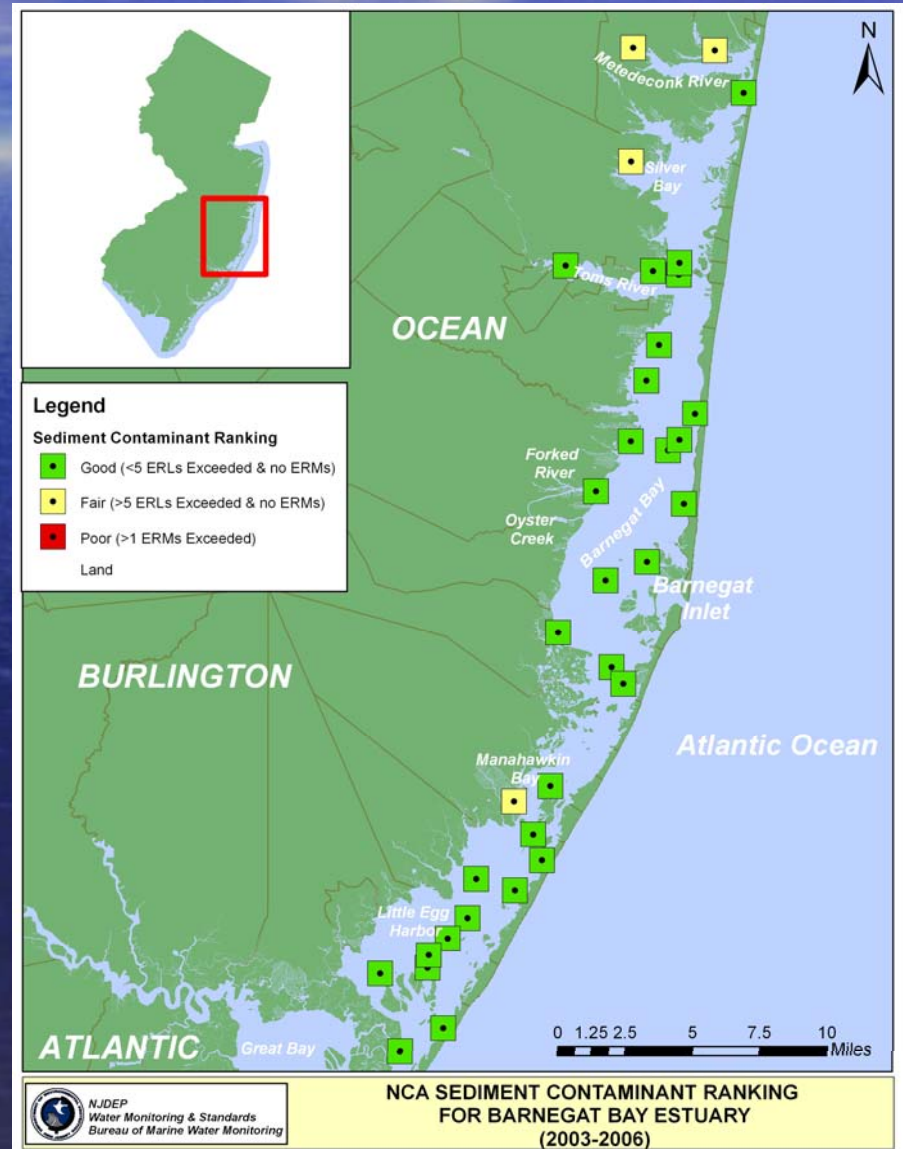 N
Metedeconk River
Silver
Bay
Toms River
OCEAN
Legend
Sediment Contaminant Ranking
Good (<5 ERLs Exceeded & no ERMs)
Fair (>5 ERLs Exceeded & no ERMs)
Poor (>1 ERMs Exceeded)
Land
Forked
River
Oyster
Creek
Barnegat Bay
Barnegat
Inlet
BURLINGTON
Atlantic Ocean
Manahawkin
Bay
Little Egg
Harbor
ATLANTIC
Great Bay
0 1.25 2.5 5 7.5 10
Miles
NJDEP
Water Monitoring & Standards
Bureau of Marine Water Monitoring
NCA SEDIMENT CONTAMINANT RANKING
FOR BARNEGAT BAY ESTUARY
(2003-2006)